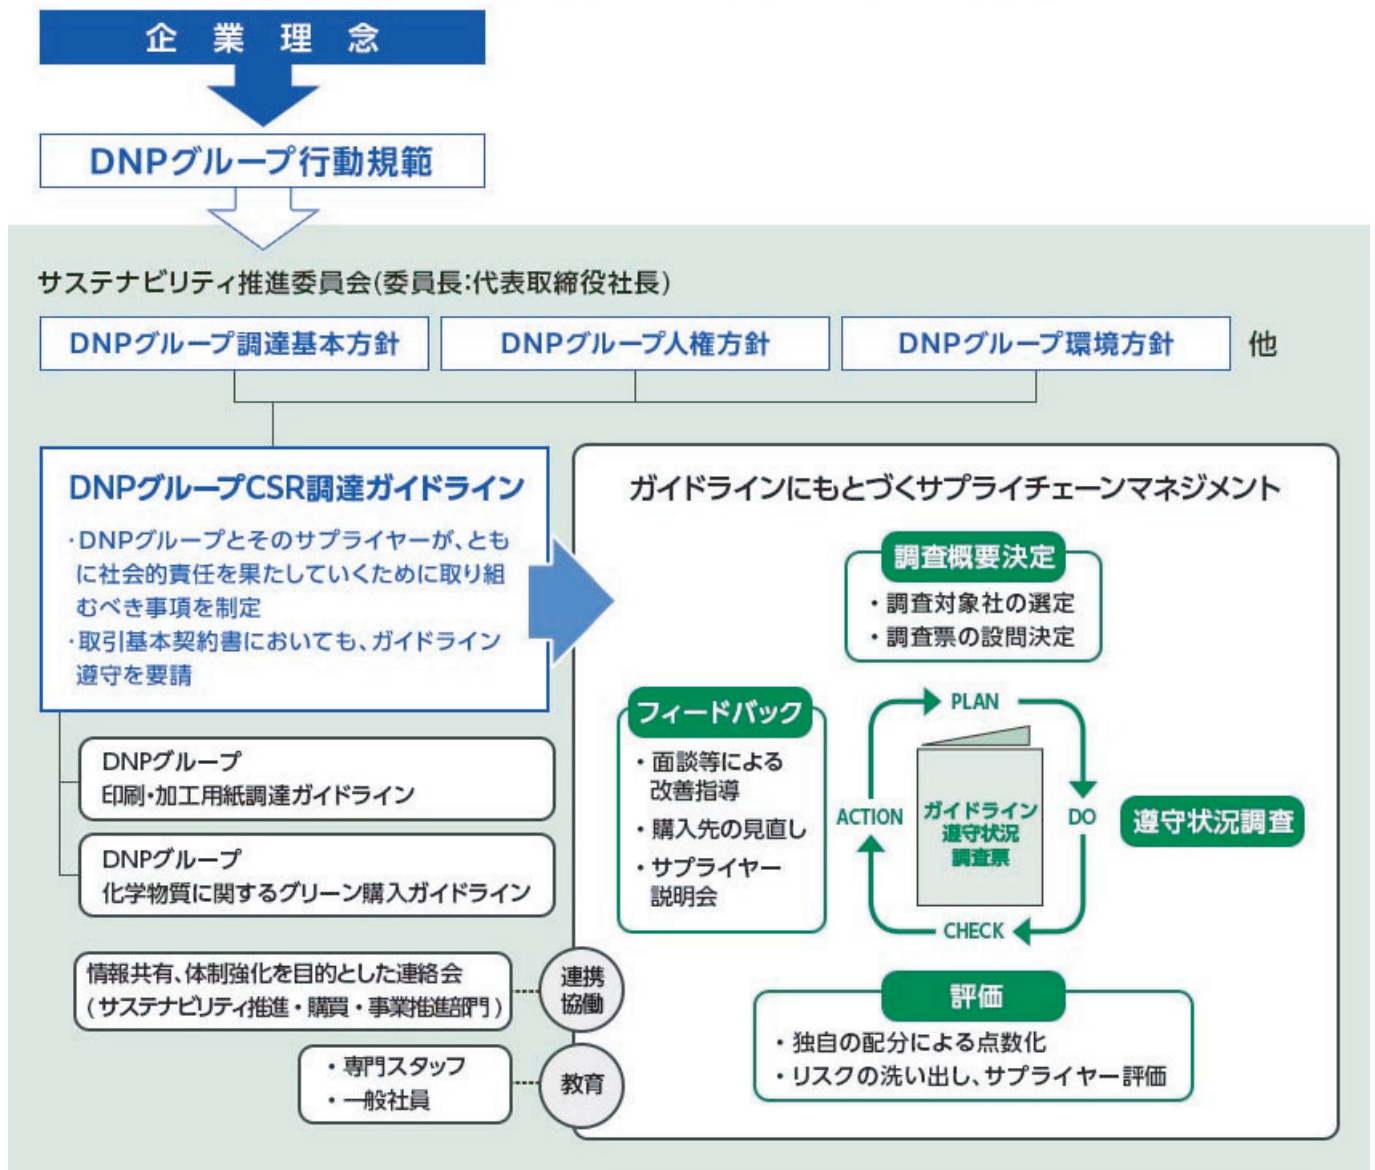 企業理念
DNPグループ行動規範
サステナビリティ推進委員会(委員長:代表取締役社長)
DNPグループ調達基本方針
DNPグループ人権方針
DNPグループ環境方針
他
DNPグループCSR調達ガイドライン
・DNPグループとそのサプライヤーが、とも
に社会的責任を果たしていくために取り組
むべき事項を制定
・取引基本契約書においても、ガイドライン
遵守を要請
DNPグループ
印刷・加工用紙調達ガイドライン
DNPグループ
化学物質に関するグリーン購入ガイドライン
情報共有、体制強化を目的とした連絡会
(サステナビリティ推進・購買・事業推進部門)
連携
協働
・専門スタッフ
・一般社員
教育
ガイドラインにもとづくサプライチェーンマネジメント
調査概要決定
・調査対象社の選定
・調査票の設問決定
フィードバック
・面談等による
改善指導
・購入先の見直し
・サプライヤー
説明会
PLAN
ACTION
ガイドライン
遵守状況
調査票
DO
CHECK
遵守状況調査
評価
・独自の配分による点数化
・リスクの洗い出し、サプライヤー評価